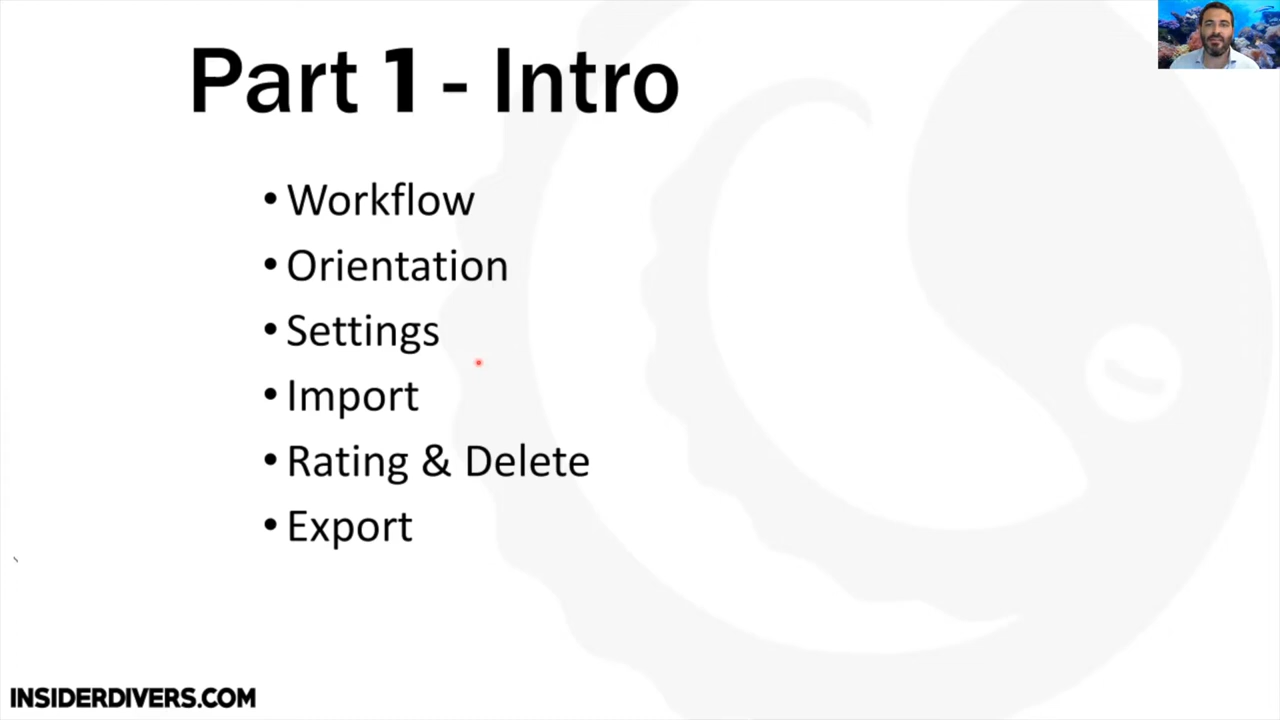 Part 1 - Intro
• Workflow
• Orientation
• Settings
• Import
• Rating & Delete
• Export
INSIDERDIVERS.COM